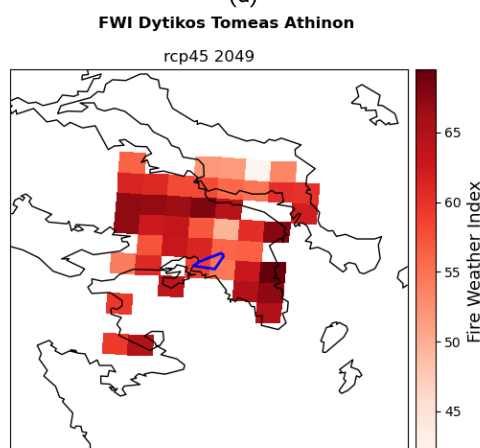 (d)
FWI Dytikos Tomeas Athinon
rcp45 2049
65
60
55
50
45
Fire Weather Index